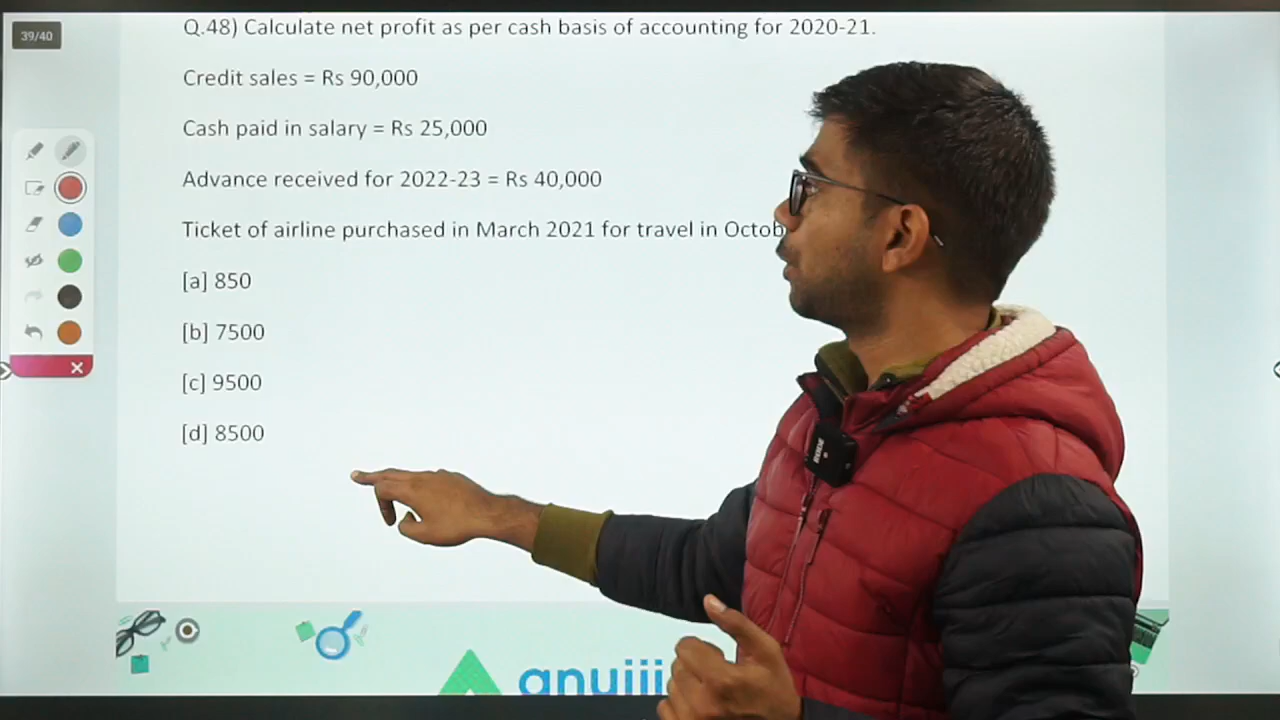 39/40
Q.48) Calculate net profit as per cash basis of accounting for 2020-21.
Credit sales = Rs 90,000
Cash paid in salary = Rs 25,000
Advance received for 2022-23 = Rs 40,000
Ticket of airline purchased in March 2021 for travel in Octob
[a] 850
[b] 7500
[c] 9500
[d] 8500
RODE